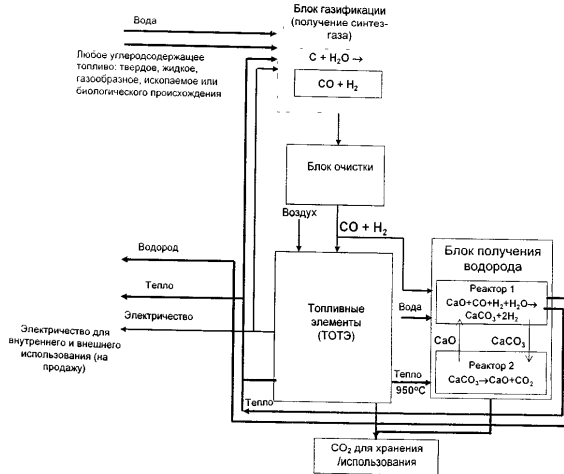 Блок газификации
(получение синтез-
газа)
Вода
Любое углеродсодержащее
топливо: твердое, жидкое,
газообразное, ископаемое или
биологического происхождения
C + H₂O →
CO + H₂
Блок очистки
Воздух
CO + H₂
Блок получения
водорода
Водород
Реактор 1
CaO+CO+H₂+H₂O→
CaCO₃+2H₂
Тепло
Топливные
элементы
(ТОТЭ)
Вода
Электричество
Электричество для
внутреннего и внешнего
использования (на
продажу)
CaO
CaCO₃
Реактор 2
CaCO₃→CaO+CO₂
Тепло
950°C
Тепло
CO₂ для хранения
/использования